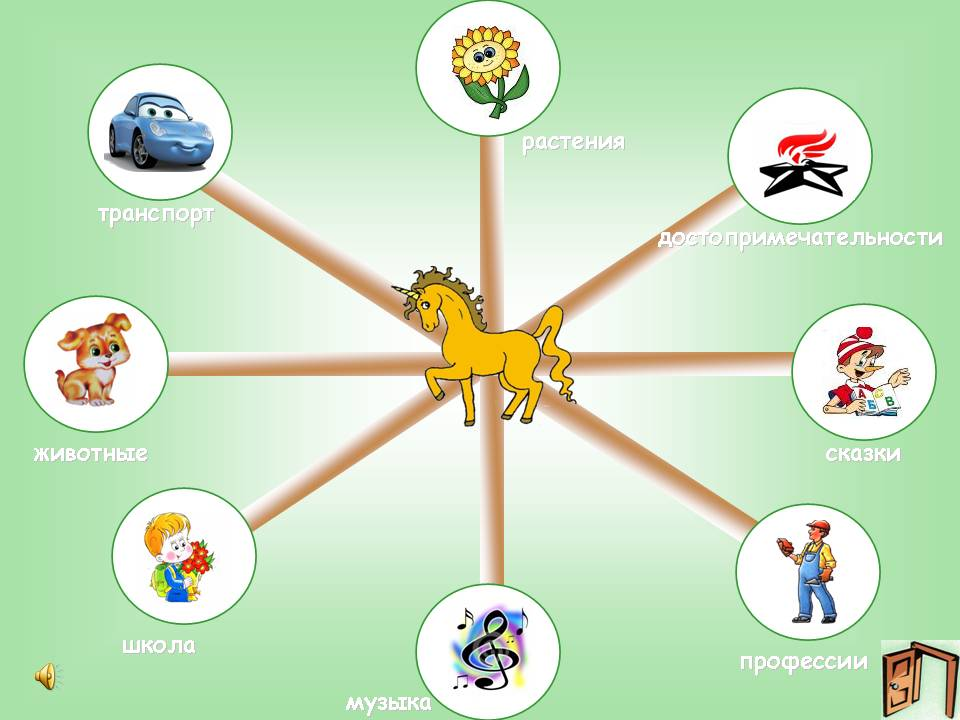 растения
транспорт
достопримечательности
животные
сказки
А
Б
С
В
школа
профессии
музыка